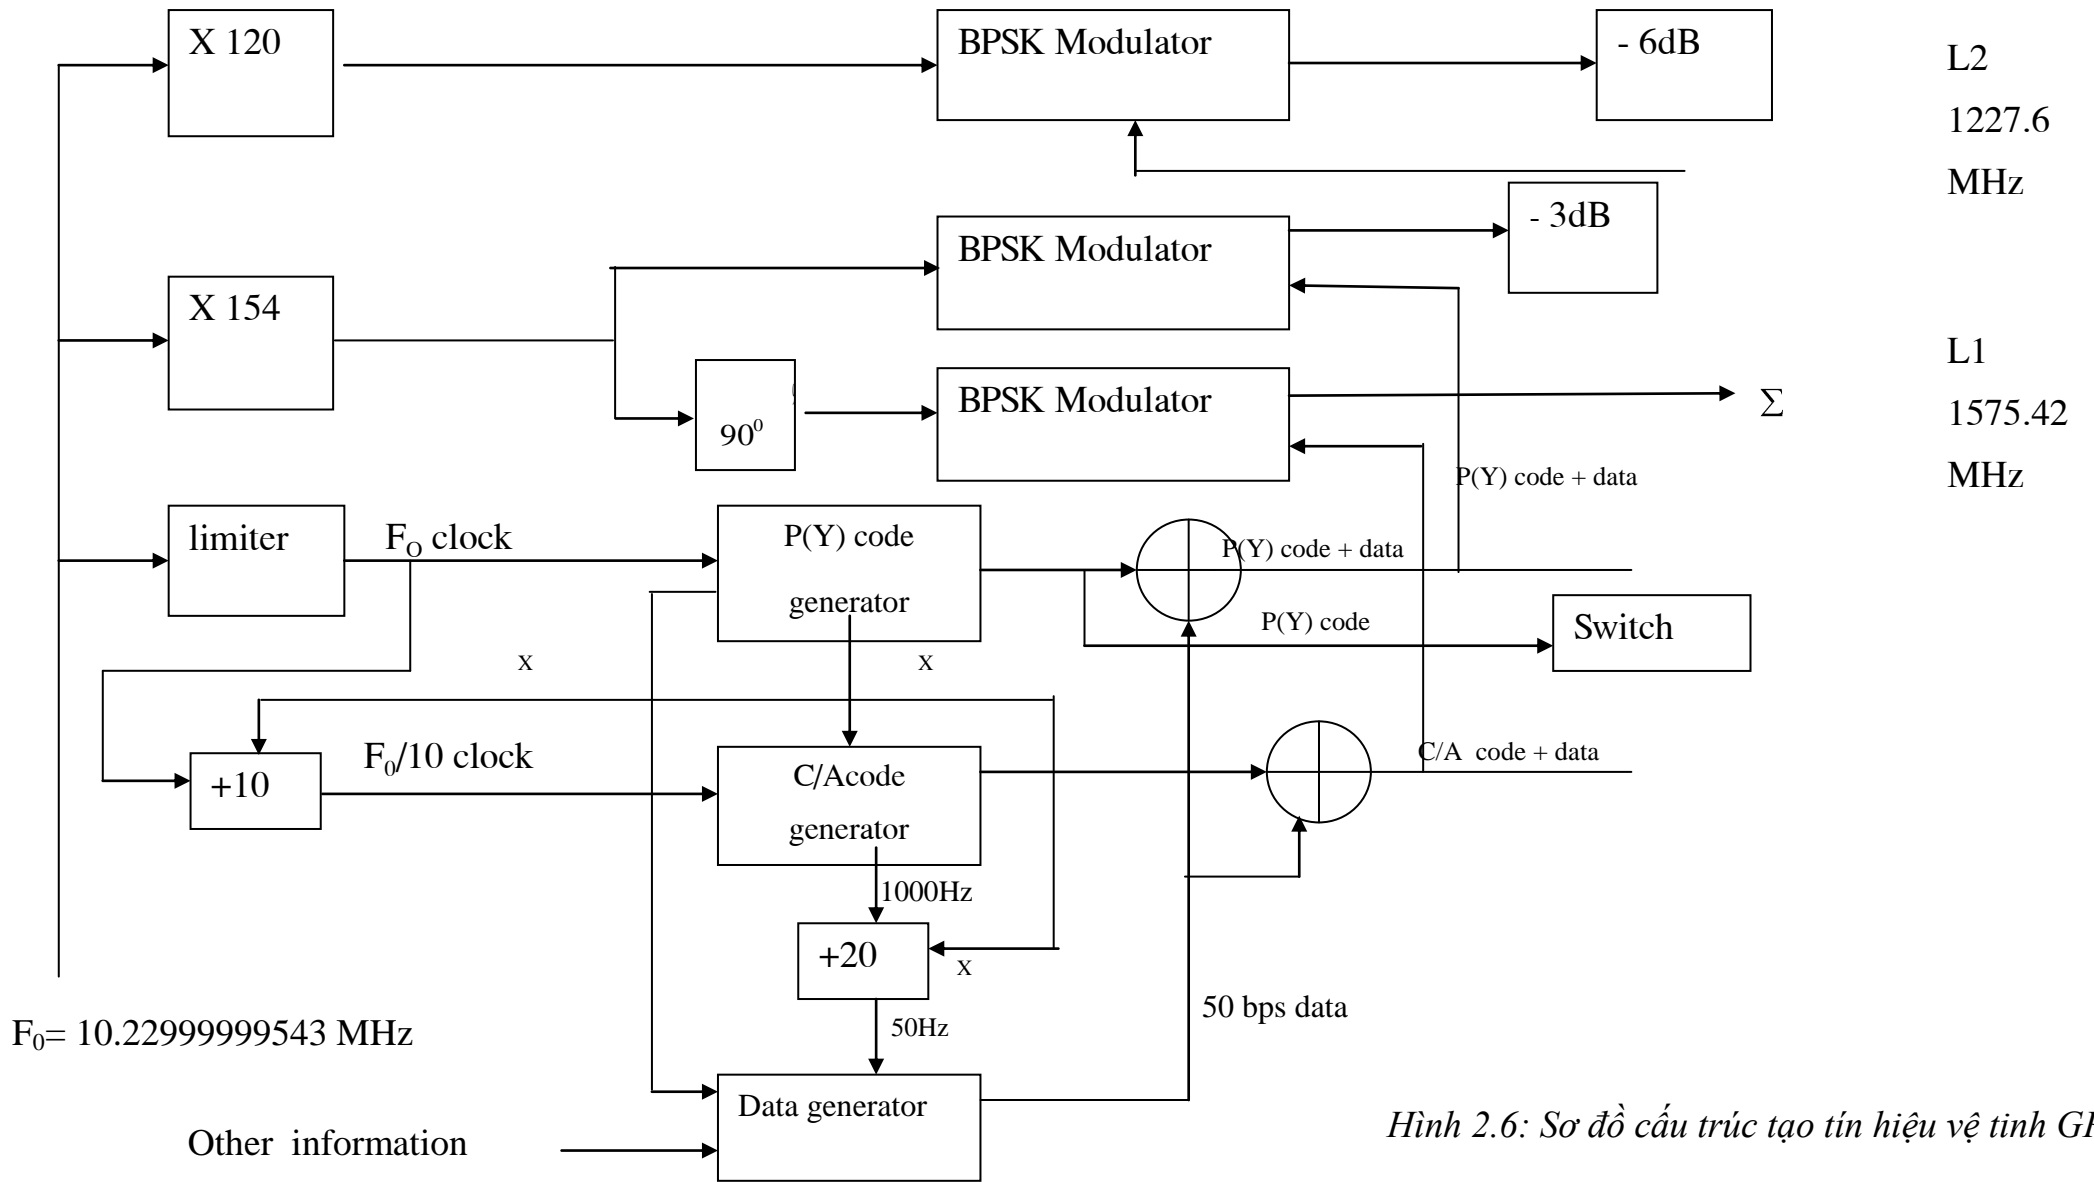 X 120
BPSK Modulator
- 6dB
L2
1227.6
MHz
- 3dB
BPSK Modulator
X 154
L1
1575.42
MHz
90⁰
BPSK Modulator
Σ
P(Y) code + data
limiter
F₀ clock
P(Y) code
generator
P(Y) code + data
P(Y) code
Switch
X
X
+10
F₀/10 clock
C/Acode
generator
C/A code + data
1000Hz
+20
X
50Hz
50 bps data
F₀= 10.22999999543 MHz
Data generator
Other information
Hình 2.6: Sơ đồ cấu trúc tạo tín hiệu vệ tinh